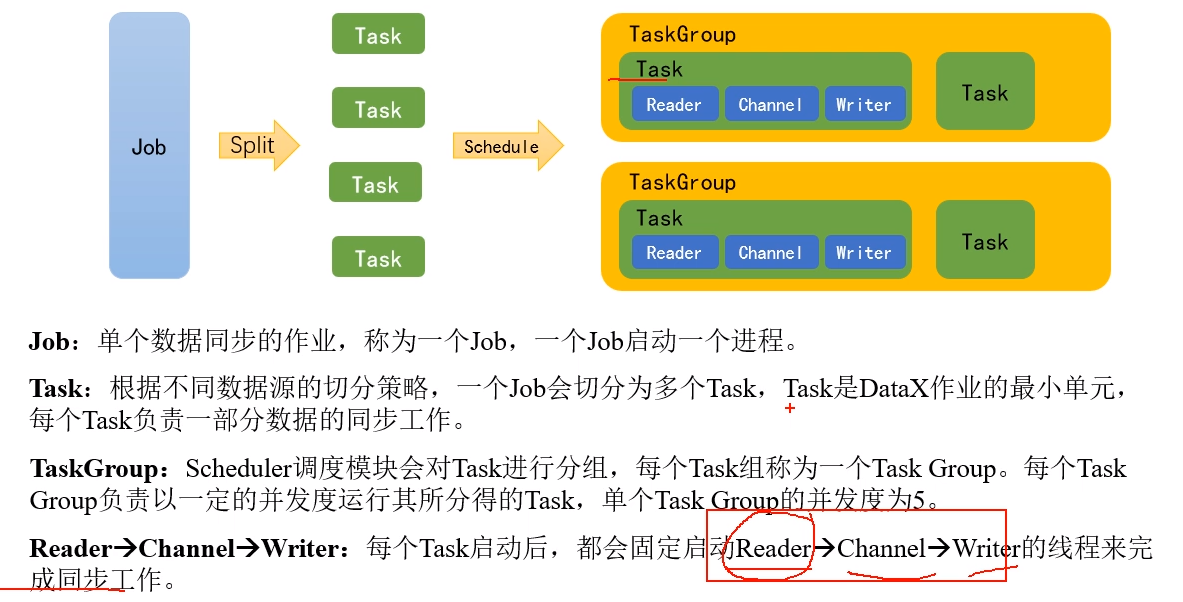 Job
Split
Task
Task
Task
Task
Schedule
TaskGroup
Task
Reader Channel Writer
Task
TaskGroup
Task
Reader Channel Writer
Task
Job：单个数据同步的作业，称为一个Job，一个Job启动一个进程。
Task：根据不同数据源的切分策略，一个Job会切分为多个Task，Task是DataX作业的最小单元，
每个Task负责一部分数据的同步工作。
TaskGroup：Scheduler调度模块会对Task进行分组，每个Task组称为一个Task Group。每个Task
Group负责以一定的并发度运行其所分得的Task，单个Task Group的并发度为5。
Reader→Channel→Writer：每个Task启动后，都会固定启动Reader→Channel→Writer的线程来完
成同步工作。